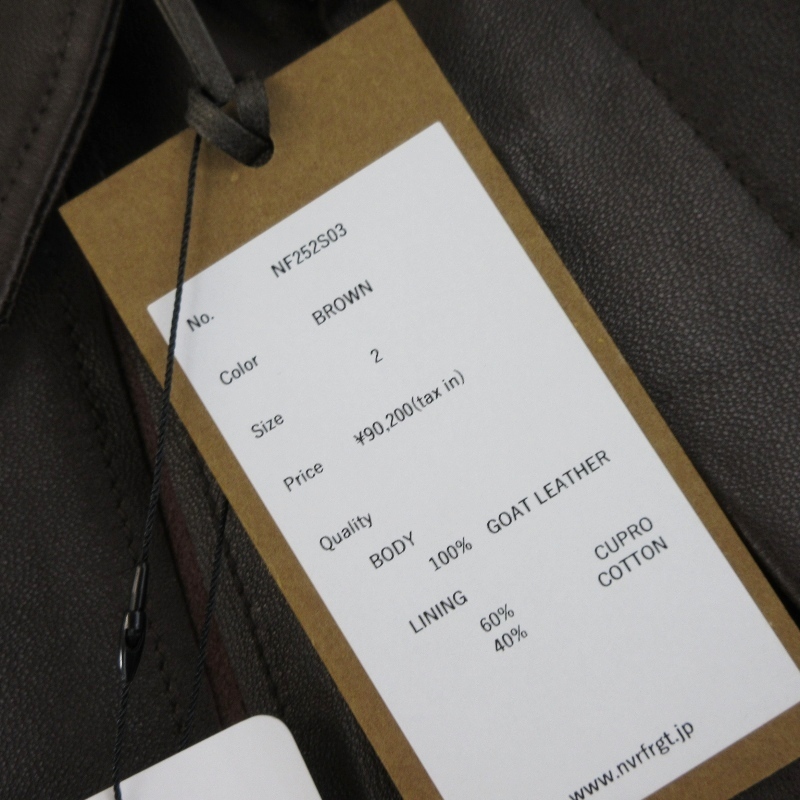 No. NF252S03
Color BROWN
Size 2
Price ¥90,200(tax in)
Quality
BODY
100% GOAT LEATHER
LINING
60% CUPRO
40% COTTON
www.nvrfrgt.jp